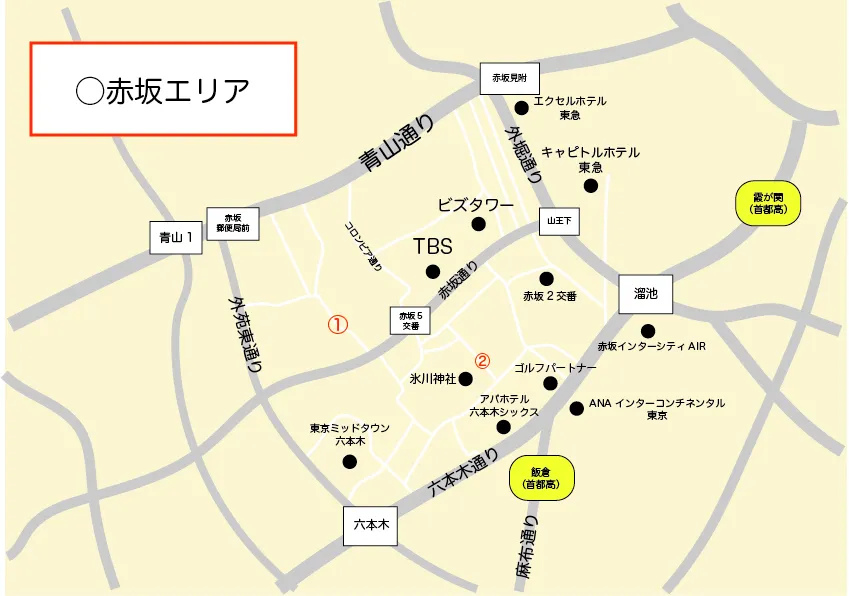 ◯赤坂エリア
赤坂見附
エクセルホテル
東急
青山通り
外堀通り
キャピトルホテル
東急
霞が関
(首都高)
ビズタワー
赤坂
郵便局前
青山1
山王下
コロンビア通り
TBS
赤坂通り
赤坂2交番
溜池
外苑東通り
①
赤坂5
交番
赤坂インターシティAIR
②
氷川神社
ゴルフパートナー
アパホテル
六本木シックス
ANAインターコンチネンタル
東京
東京ミッドタウン
六本木
六本木通り
飯倉
(首都高)
六本木
麻布通り